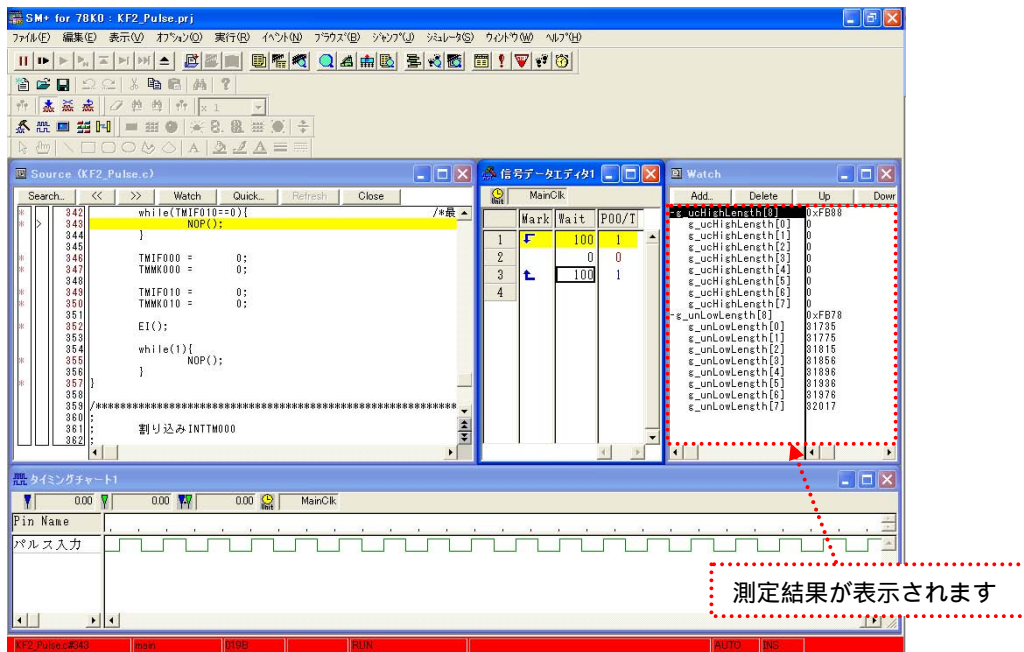 SM+ for 78K0 : KF2_Pulse.prj
ファイル(F) 編集(E) 表示(V) オプション(O) 実行(R) イベント(N) ブラウズ(B) ジャンプ(J) シミュレータ(S) ウィンドウ(W) ヘルプ(H)
x 1
Source (KF2_Pulse.c)
Search... << >> Watch Quick... Refresh Close
342 while(TMIF010==0){ /*最
343 NOP();
344 }
345
346 TMIF000 = 0;
347 TMMK000 = 0;
348
349 TMIF010 = 0;
350 TMMK010 = 0;
351
352 EI();
353
354 while(1){
355 NOP();
356 }
357 }
358
359 /*******************************************************
360 ;
361 ; 割り込みINTTM000
362 ;
信号データエディタ1
Unit MainClk
Mark Wait P00/T
1 100 1
2 0 0
3 100 1
4
Watch
Add... Delete Up Down
-g_ucHighLength[8] 0xFB88
g_ucHighLength[0] 0
g_ucHighLength[1] 0
g_ucHighLength[2] 0
g_ucHighLength[3] 0
g_ucHighLength[4] 0
g_ucHighLength[5] 0
g_ucHighLength[6] 0
g_ucHighLength[7] 0
-g_unLowLength[8] 0xFB78
g_unLowLength[0] 31735
g_unLowLength[1] 31775
g_unLowLength[2] 31815
g_unLowLength[3] 31856
g_unLowLength[4] 31896
g_unLowLength[5] 31936
g_unLowLength[6] 31976
g_unLowLength[7] 32017
タイミングチャート1
0.00 0.00 0.00 Unit MainClk
Pin Name
パルス入力
測定結果が表示されます
KF2_Pulse.c#343 main 019B RUN AUTO INS